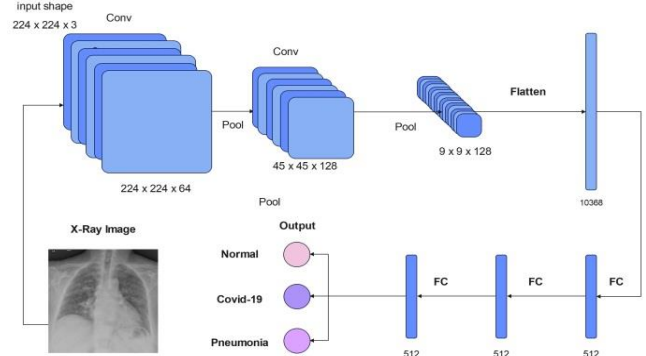 input shape
224 x 224 x 3
Conv
Conv
Pool
Pool
Flatten
224 x 224 x 64
45 x 45 x 128
9 x 9 x 128
10368
Pool
X-Ray Image
Output
Normal
Covid-19
Pneumonia
FC
FC
FC
512
512
512